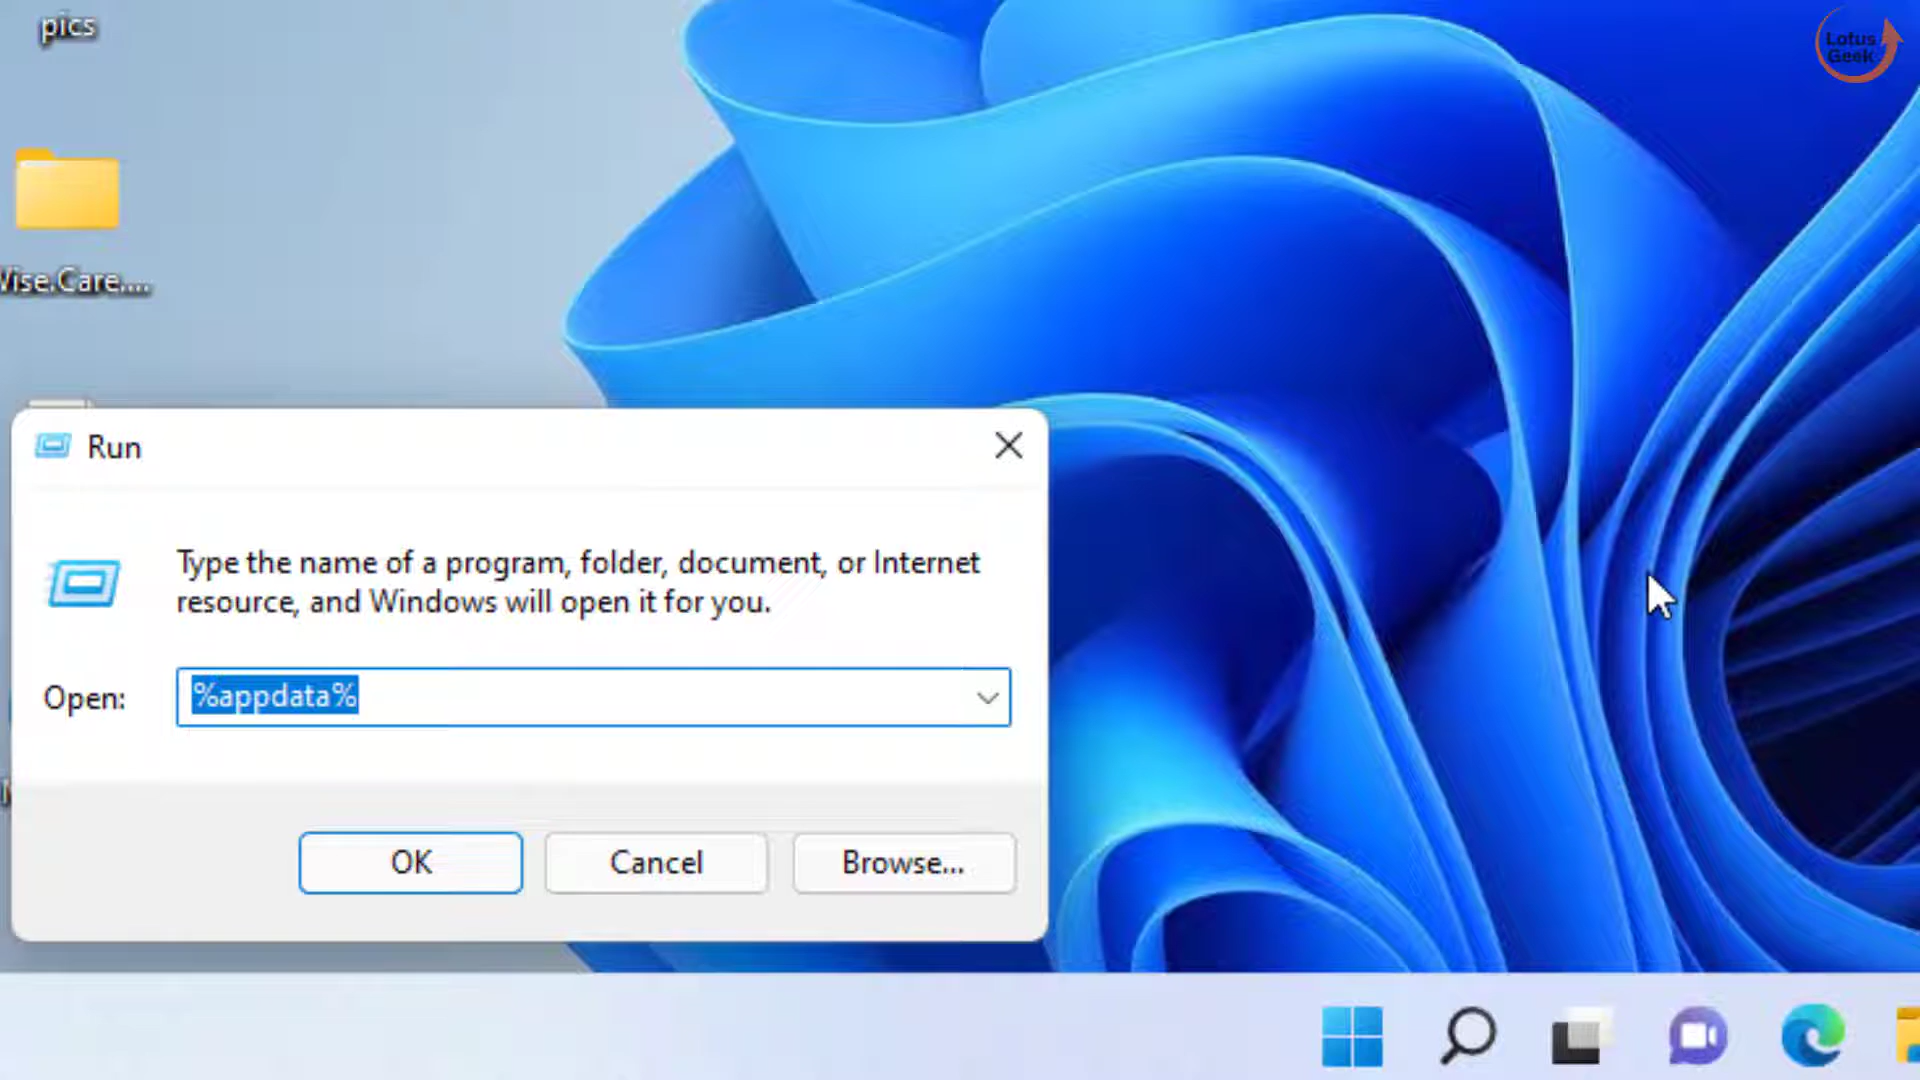 pics
Lotus
Geek
Wise.Care....
Run
Type the name of a program, folder, document, or Internet
resource, and Windows will open it for you.
Open:
%appdata%
OK
Cancel
Browse...